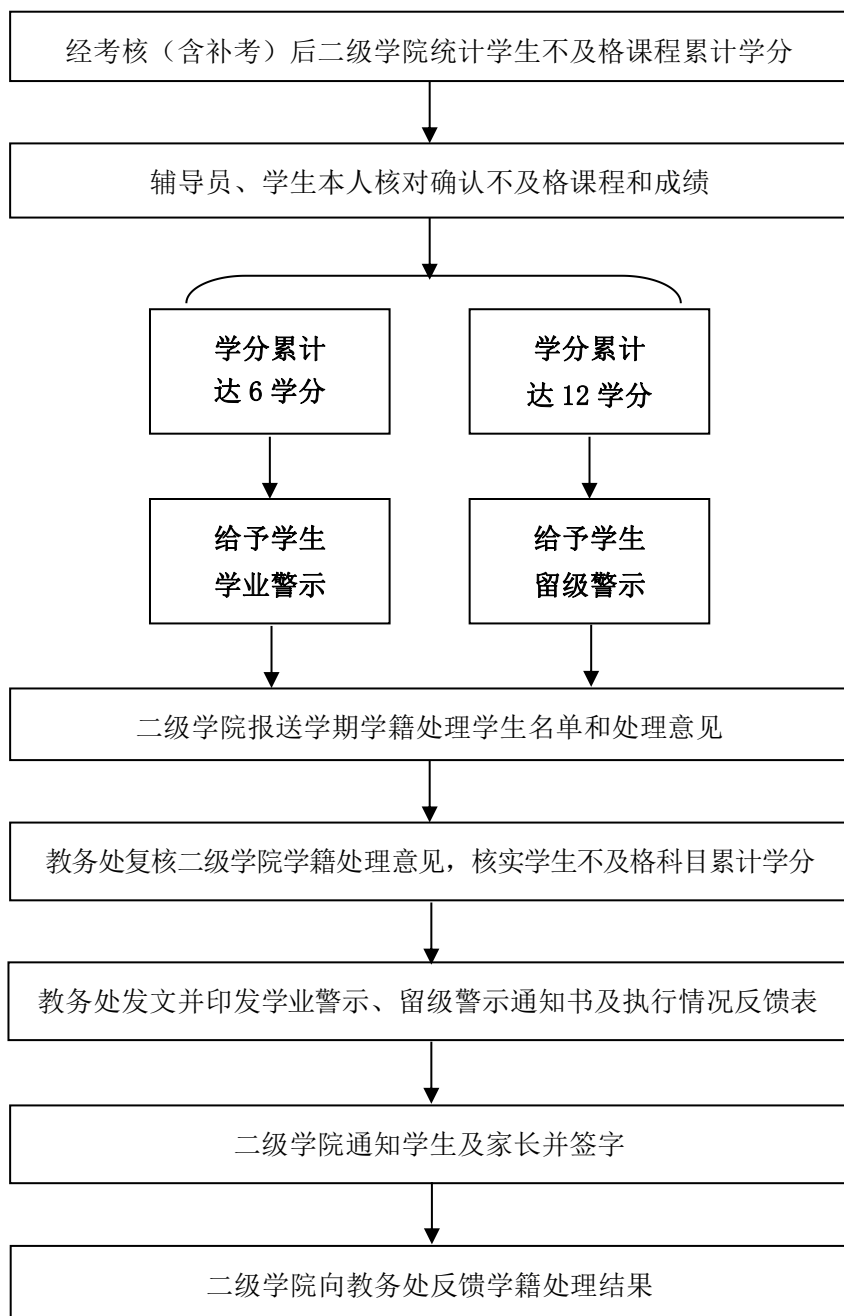 经考核（含补考）后二级学院统计学生不及格课程累计学分
辅导员、学生本人核对确认不及格课程和成绩
学分累计
达 6 学分
学分累计
达 12 学分
给予学生
学业警示
给予学生
留级警示
二级学院报送学期学籍处理学生名单和处理意见
教务处复核二级学院学籍处理意见，核实学生不及格科目累计学分
教务处发文并印发学业警示、留级警示通知书及执行情况反馈表
二级学院通知学生及家长并签字
二级学院向教务处反馈学籍处理结果